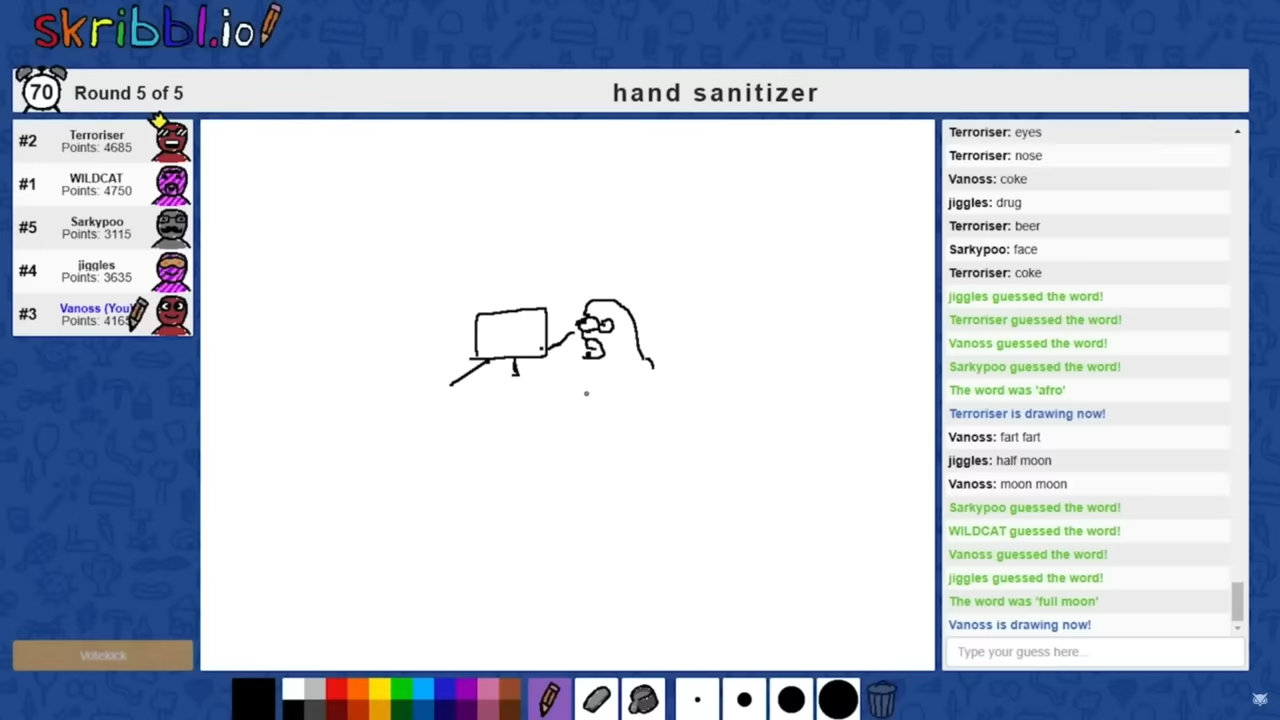 skribbl.io
70
Round 5 of 5
hand sanitizer
#2
Terroriser
Points: 4685
#1
WILDCAT
Points: 4750
#5
Sarkypoo
Points: 3115
#4
jiggles
Points: 3635
#3
Vanoss (You)
Points: 4165
Votekick
Terroriser: eyes
Terroriser: nose
Vanoss: coke
jiggles: drug
Terroriser: beer
Sarkypoo: face
Terroriser: coke
jiggles guessed the word!
Terroriser guessed the word!
Vanoss guessed the word!
Sarkypoo guessed the word!
The word was 'afro'
Terroriser is drawing now!
Vanoss: fart fart
jiggles: half moon
Vanoss: moon moon
Sarkypoo guessed the word!
WILDCAT guessed the word!
Vanoss guessed the word!
jiggles guessed the word!
The word was 'full moon'
Vanoss is drawing now!
Type your guess here...